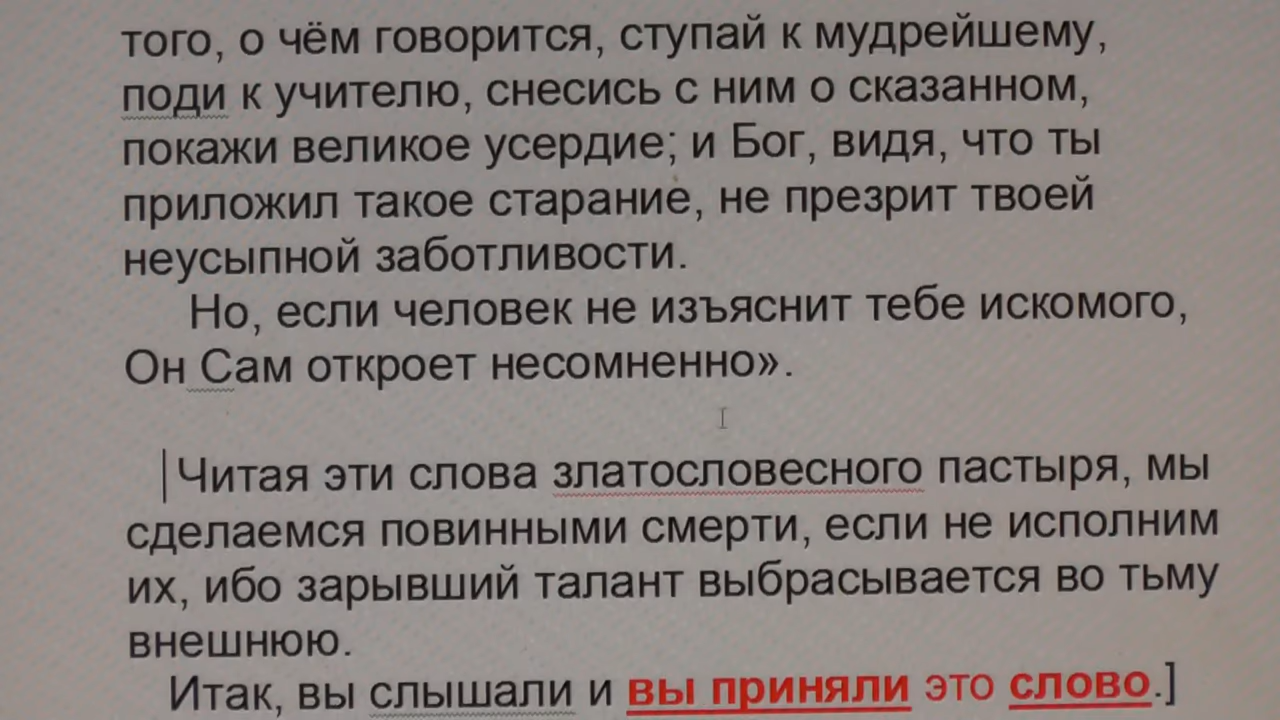 того, о чём говорится, ступай к мудрейшему,
поди к учителю, снесись с ним о сказанном,
покажи великое усердие; и Бог, видя, что ты
приложил такое старание, не презрит твоей
неусыпной заботливости.
Но, если человек не изъяснит тебе искомого,
Он Сам откроет несомненно».
Читая эти слова златословесного пастыря, мы
сделаемся повинными смерти, если не исполним
их, ибо зарывший талант выбрасывается во тьму
внешнюю.
Итак, вы слышали и вы приняли это слово.]